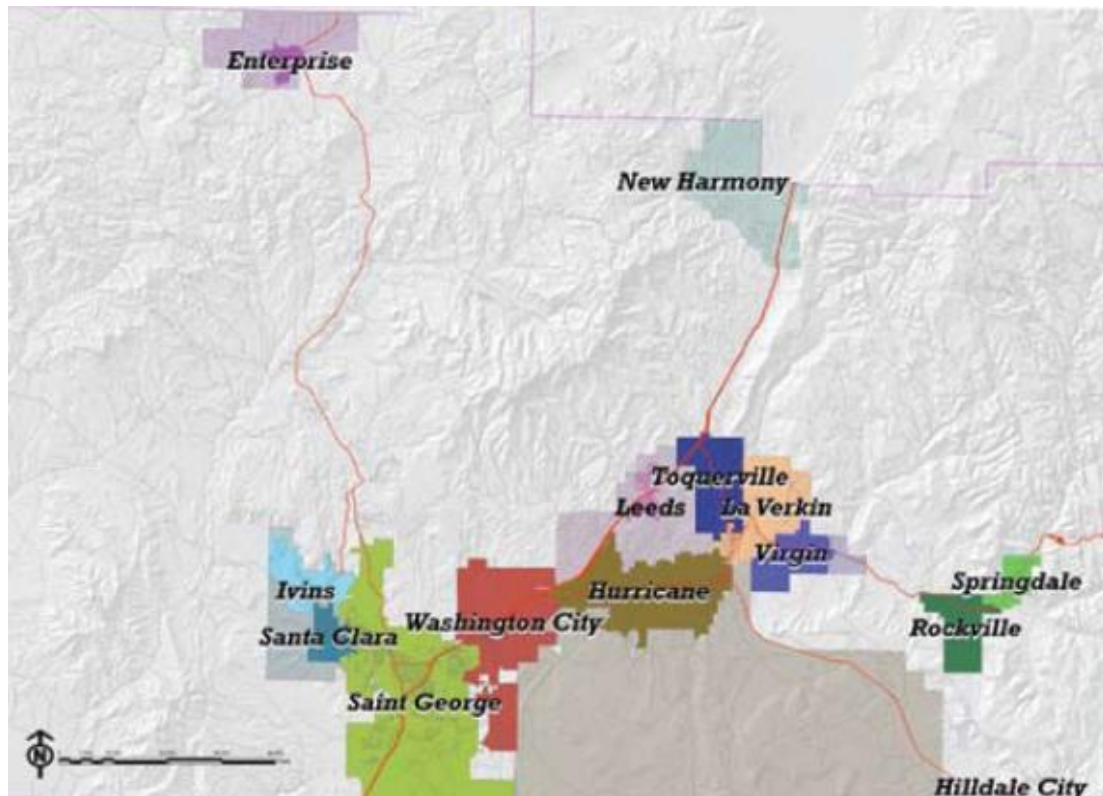 Enterprise
New Harmony
Toquerville
Leeds
La Verkin
Virgin
Springdale
Ivins
Hurricane
Washington City
Rockville
Santa Clara
Saint George
N
Hilldale City